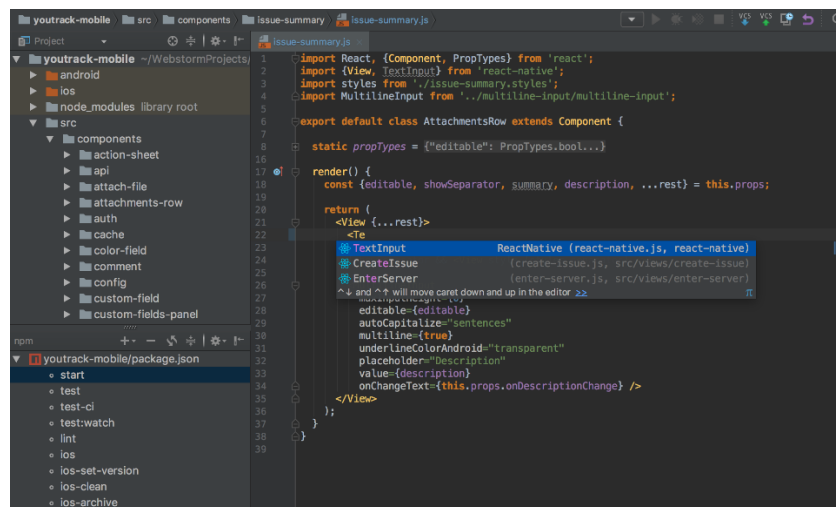 youtrack-mobile src components issue-summary issue-summary.js
VCS VCS
Project
issue-summary.js
youtrack-mobile ~/WebstormProjects/
android
ios
node_modules library root
src
components
action-sheet
api
attach-file
attachments-row
auth
cache
color-field
comment
config
custom-field
custom-fields-panel
npm
youtrack-mobile/package.json
start
test
test-ci
test:watch
lint
ios
ios-set-version
ios-clean
ios-archive
1 import React, {Component, PropTypes} from 'react';
2 import {View, TextInput} from 'react-native';
3 import styles from './issue-summary.styles';
4 import MultilineInput from '../multiline-input/multiline-input';
5
6 export default class AttachmentsRow extends Component {
7
8 static propTypes = {"editable": PropTypes.bool...}
16
17 render() {
18 const {editable, showSeparator, summary, description, ...rest} = this.props;
19
20 return (
21 <View {...rest}>
22 <Te
23 TextInput ReactNative (react-native.js, react-native)
24 CreateIssue (create-issue.js, src/views/create-issue)
25 EnterServer (enter-server.js, src/views/enter-server)
26 ^↓ and ^↑ will move caret down and up in the editor >> π
27 maxInputHeight={0}
28 editable={editable}
29 autoCapitalize="sentences"
30 multiline={true}
31 underlineColorAndroid="transparent"
32 placeholder="Description"
33 value={description}
34 onChangeText={this.props.onDescriptionChange} />
35 </View>
36 );
37 }
38 }
39